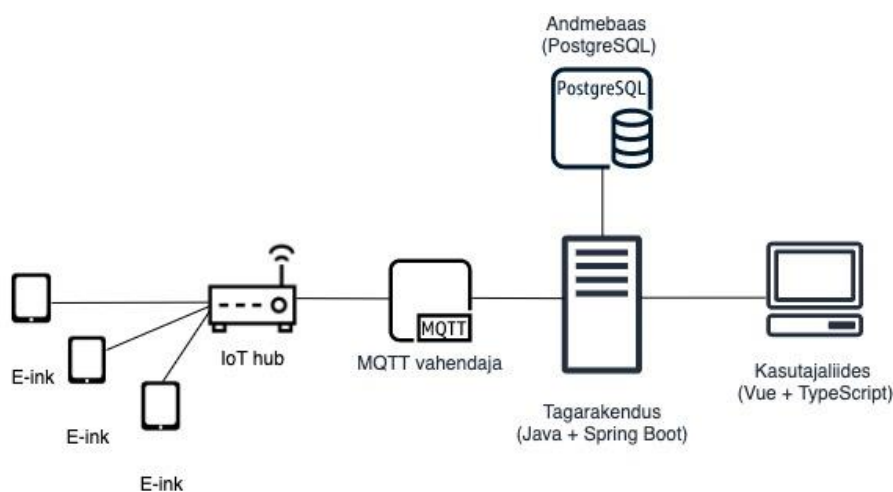 Andmebaas
(PostgreSQL)
PostgreSQL
MQTT
IoT hub
MQTT vahendaja
E-ink
E-ink
E-ink
Tagarakendus
(Java + Spring Boot)
Kasutajaliides
(Vue + TypeScript)